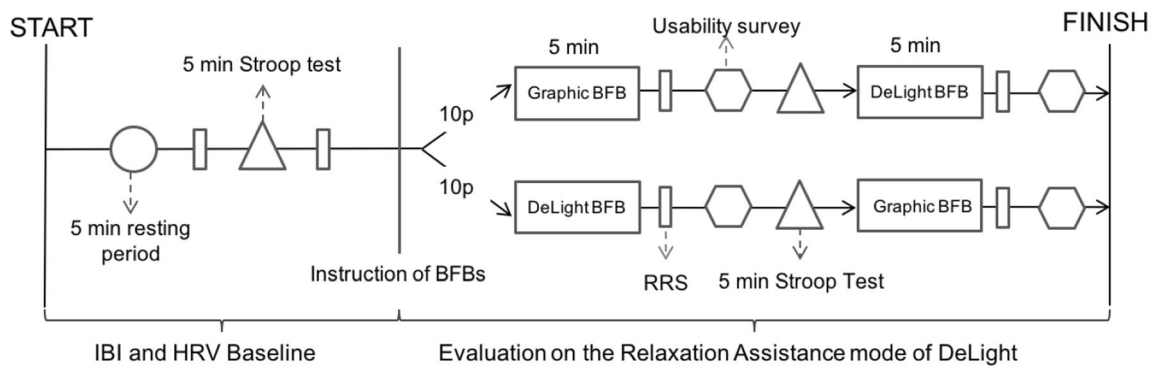 START
FINISH
5 min Stroop test
5 min resting
period
Instruction of BFBs
10p
10p
5 min
Usability survey
5 min
Graphic BFB
DeLight BFB
DeLight BFB
Graphic BFB
RRS
5 min Stroop Test
IBI and HRV Baseline
Evaluation on the Relaxation Assistance mode of DeLight